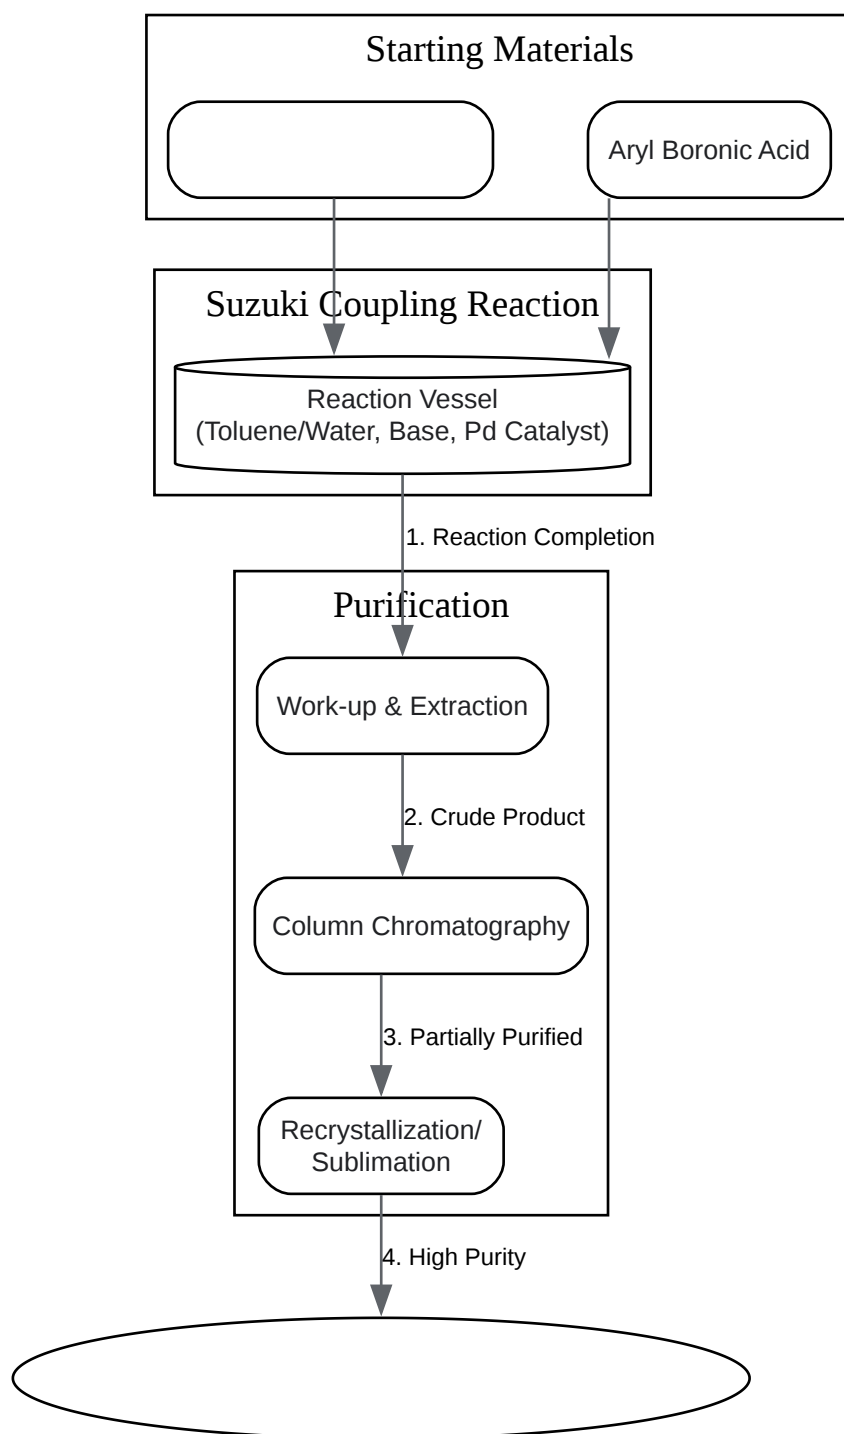 Starting Materials
Aryl Boronic Acid
Suzuki Coupling Reaction
Reaction Vessel
(Toluene/Water, Base, Pd Catalyst)
1. Reaction Completion
Purification
Work-up & Extraction
2. Crude Product
Column Chromatography
3. Partially Purified
Recrystallization/
Sublimation
4. High Purity